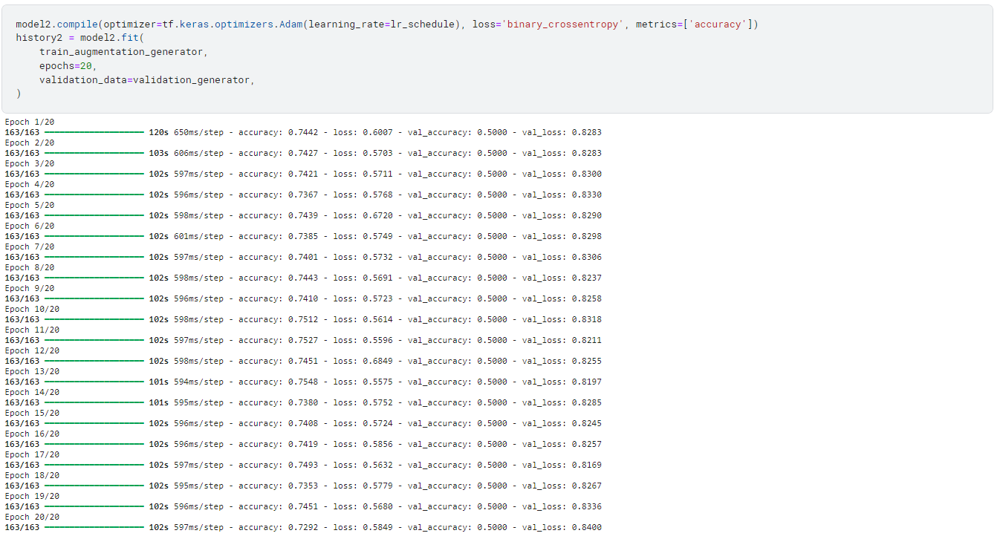 model2.compile(optimizer=tf.keras.optimizers.Adam(learning_rate=lr_schedule), loss='binary_crossentropy', metrics=['accuracy'])
history2 = model2.fit(
    train_augmentation_generator,
    epochs=20,
    validation_data=validation_generator,
)
Epoch 1/20
163/163 120s 650ms/step - accuracy: 0.7442 - loss: 0.6007 - val_accuracy: 0.5000 - val_loss: 0.8283
Epoch 2/20
163/163 103s 606ms/step - accuracy: 0.7427 - loss: 0.5703 - val_accuracy: 0.5000 - val_loss: 0.8283
Epoch 3/20
163/163 102s 597ms/step - accuracy: 0.7421 - loss: 0.5711 - val_accuracy: 0.5000 - val_loss: 0.8300
Epoch 4/20
163/163 102s 596ms/step - accuracy: 0.7367 - loss: 0.5768 - val_accuracy: 0.5000 - val_loss: 0.8330
Epoch 5/20
163/163 102s 598ms/step - accuracy: 0.7439 - loss: 0.6720 - val_accuracy: 0.5000 - val_loss: 0.8290
Epoch 6/20
163/163 102s 601ms/step - accuracy: 0.7385 - loss: 0.5749 - val_accuracy: 0.5000 - val_loss: 0.8298
Epoch 7/20
163/163 102s 597ms/step - accuracy: 0.7401 - loss: 0.5732 - val_accuracy: 0.5000 - val_loss: 0.8306
Epoch 8/20
163/163 102s 598ms/step - accuracy: 0.7443 - loss: 0.5691 - val_accuracy: 0.5000 - val_loss: 0.8237
Epoch 9/20
163/163 102s 596ms/step - accuracy: 0.7410 - loss: 0.5723 - val_accuracy: 0.5000 - val_loss: 0.8258
Epoch 10/20
163/163 102s 598ms/step - accuracy: 0.7512 - loss: 0.5614 - val_accuracy: 0.5000 - val_loss: 0.8318
Epoch 11/20
163/163 102s 597ms/step - accuracy: 0.7527 - loss: 0.5596 - val_accuracy: 0.5000 - val_loss: 0.8211
Epoch 12/20
163/163 102s 598ms/step - accuracy: 0.7451 - loss: 0.6849 - val_accuracy: 0.5000 - val_loss: 0.8255
Epoch 13/20
163/163 101s 594ms/step - accuracy: 0.7548 - loss: 0.5575 - val_accuracy: 0.5000 - val_loss: 0.8197
Epoch 14/20
163/163 101s 595ms/step - accuracy: 0.7380 - loss: 0.5752 - val_accuracy: 0.5000 - val_loss: 0.8285
Epoch 15/20
163/163 102s 596ms/step - accuracy: 0.7408 - loss: 0.5724 - val_accuracy: 0.5000 - val_loss: 0.8245
Epoch 16/20
163/163 102s 596ms/step - accuracy: 0.7419 - loss: 0.5856 - val_accuracy: 0.5000 - val_loss: 0.8257
Epoch 17/20
163/163 102s 597ms/step - accuracy: 0.7493 - loss: 0.5632 - val_accuracy: 0.5000 - val_loss: 0.8169
Epoch 18/20
163/163 102s 595ms/step - accuracy: 0.7353 - loss: 0.5779 - val_accuracy: 0.5000 - val_loss: 0.8267
Epoch 19/20
163/163 102s 596ms/step - accuracy: 0.7451 - loss: 0.5680 - val_accuracy: 0.5000 - val_loss: 0.8336
Epoch 20/20
163/163 102s 597ms/step - accuracy: 0.7292 - loss: 0.5849 - val_accuracy: 0.5000 - val_loss: 0.8400